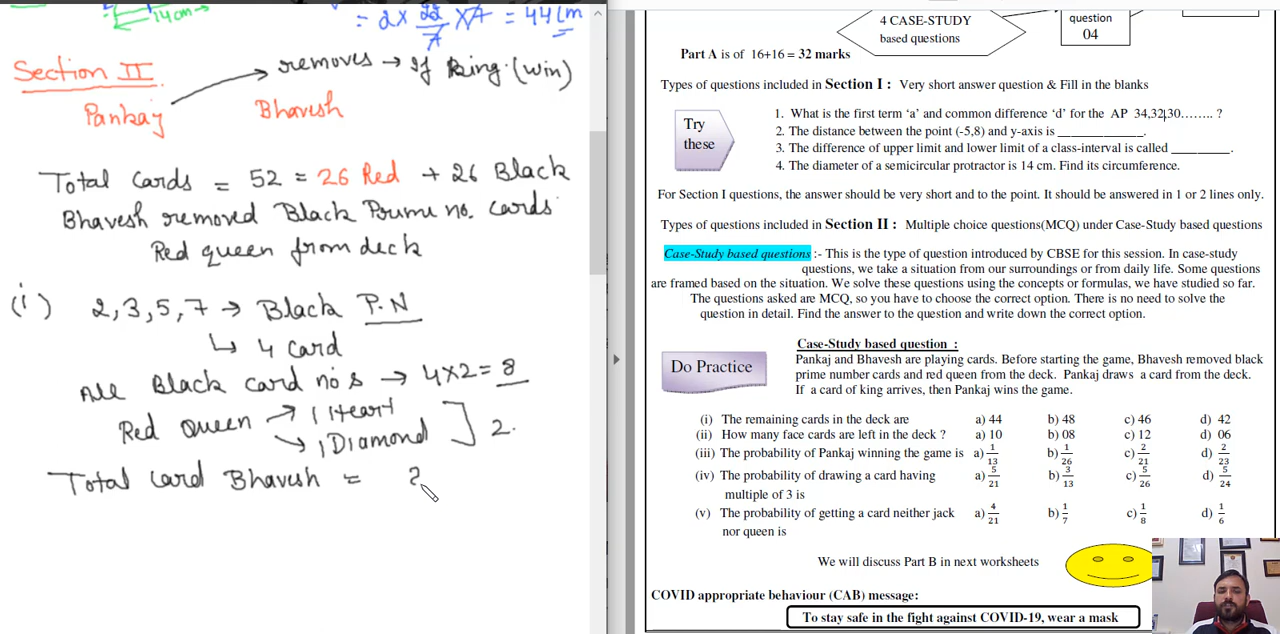 14cm
= 2 × 22/7 × 7 = 44 cm
Section II
removes → If King (win)
Pankaj
Bhavesh
Total Cards = 52 = 26 Red + 26 Black
Bhavesh removed Black Prime no. cards
Red queen from deck
(i) 2, 3, 5, 7 → Black P.N
↳ 4 card
All Black card no's → 4×2 = 8
Red Queen → 1 Heart
→ 1 Diamond ] 2.
Total Card Bhavesh = 2
4 CASE-STUDY
based questions
question
04
Part A is of 16+16 = 32 marks
Types of questions included in Section I : Very short answer question & Fill in the blanks
Try
these
1. What is the first term ‘a’ and common difference ‘d’ for the AP 34,32,30…….. ?
2. The distance between the point (-5,8) and y-axis is _____________.
3. The difference of upper limit and lower limit of a class-interval is called _________.
4. The diameter of a semicircular protractor is 14 cm. Find its circumference.
For Section I questions, the answer should be very short and to the point. It should be answered in 1 or 2 lines only.
Types of questions included in Section II : Multiple choice questions(MCQ) under Case-Study based questions
Case-Study based questions :- This is the type of question introduced by CBSE for this session. In case-study
questions, we take a situation from our surroundings or from daily life. Some questions
are framed based on the situation. We solve these questions using the concepts or formulas, we have studied so far.
The questions asked are MCQ, so you have to choose the correct option. There is no need to solve the
question in detail. Find the answer to the question and write down the correct option.
Case-Study based question :
Do Practice
Pankaj and Bhavesh are playing cards. Before starting the game, Bhavesh removed black
prime number cards and red queen from the deck. Pankaj draws a card from the deck.
If a card of king arrives, then Pankaj wins the game.
(i) The remaining cards in the deck are a) 44 b) 48 c) 46 d) 42
(ii) How many face cards are left in the deck ? a) 10 b) 08 c) 12 d) 06
(iii) The probability of Pankaj winning the game is a) 1/13 b) 1/26 c) 2/21 d) 2/23
(iv) The probability of drawing a card having a) 5/21 b) 3/13 c) 5/26 d) 5/24
multiple of 3 is
(v) The probability of getting a card neither jack a) 4/21 b) 1/7 c) 1/8 d) 1/6
nor queen is
We will discuss Part B in next worksheets
COVID appropriate behaviour (CAB) message:
To stay safe in the fight against COVID-19, wear a mask